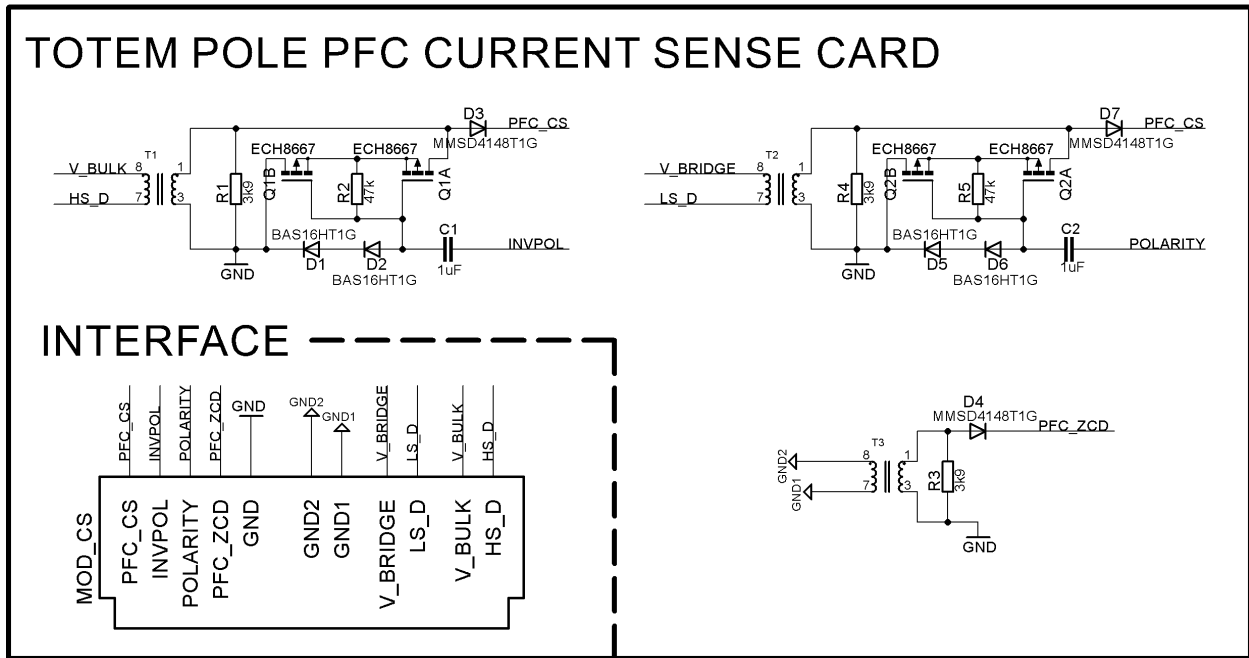 TOTEM POLE PFC CURRENT SENSE CARD
D3
PFC_CS
MMSD4148T1G
ECH8667
ECH8667
T1
V_BULK
8
1
HS_D
7
3
R1
3k9
Q1B
R2
47k
Q1A
BAS16HT1G
C1
INVPOL
D1
D2
1uF
GND
BAS16HT1G
D7
PFC_CS
MMSD4148T1G
ECH8667
ECH8667
T2
V_BRIDGE
8
1
LS_D
7
3
R4
3k9
Q2B
R5
47k
Q2A
BAS16HT1G
C2
POLARITY
D5
D6
1uF
GND
BAS16HT1G
INTERFACE
PFC_CS
INVPOL
POLARITY
PFC_ZCD
GND
GND2
GND1
V_BRIDGE
LS_D
V_BULK
HS_D
MOD_CS
PFC_CS
INVPOL
POLARITY
PFC_ZCD
GND
GND2
GND1
V_BRIDGE
LS_D
V_BULK
HS_D
D4
MMSD4148T1G
PFC_ZCD
T3
GND2
8
1
GND1
7
3
R3
3k9
GND